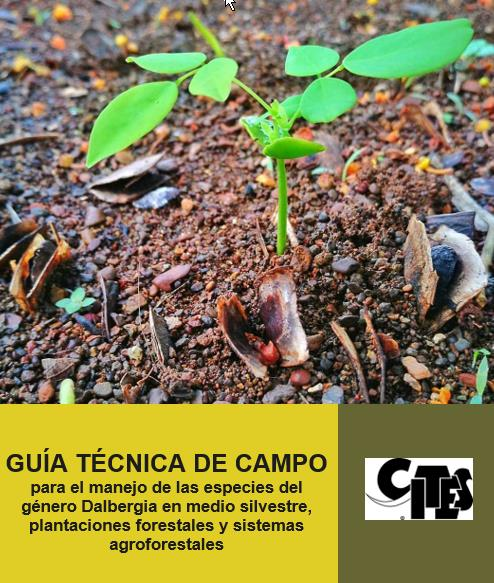 GUÍA TÉCNICA DE CAMPO
para el manejo de las especies del
género Dalbergia en medio silvestre,
plantaciones forestales y sistemas
agroforestales
CITES